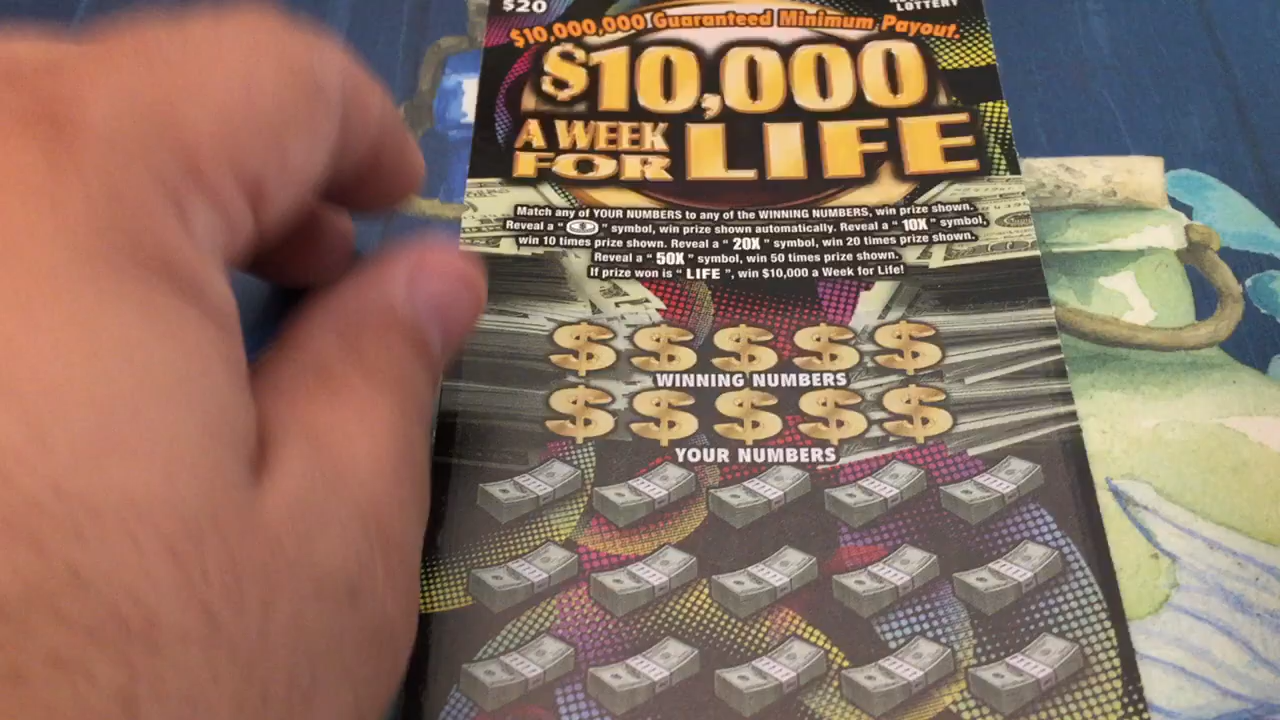 $20
LOTTERY
$10,000,000 Guaranteed Minimum Payout.
$10,000
A WEEK
FOR LIFE
Match any of YOUR NUMBERS to any of the WINNING NUMBERS, win prize shown.
Reveal a " " symbol, win prize shown automatically. Reveal a " 10X " symbol,
win 10 times prize shown. Reveal a " 20X " symbol, win 20 times prize shown.
Reveal a " 50X " symbol, win 50 times prize shown.
If prize won is " LIFE ", win $10,000 a Week for Life!
$ $ $ $ $
WINNING NUMBERS
$ $ $ $ $
YOUR NUMBERS